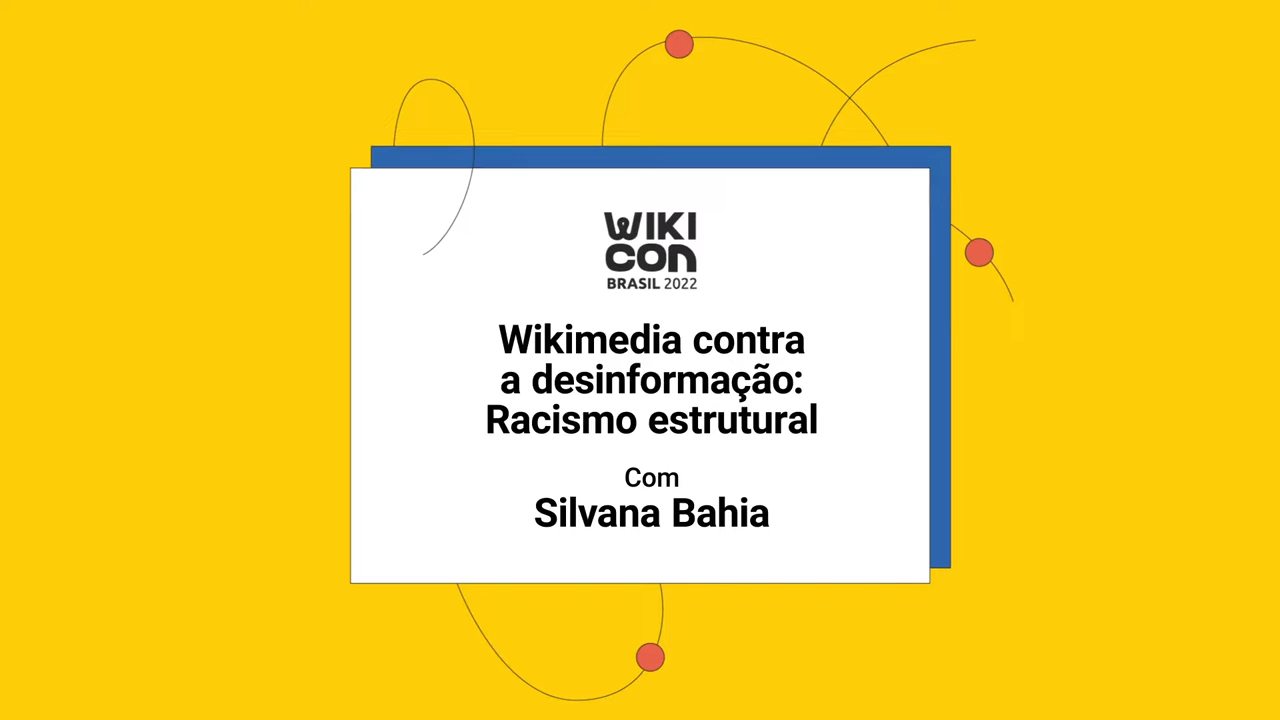 WIKI
CON
BRASIL 2022
Wikimedia contra
a desinformação:
Racismo estrutural
Com
Silvana Bahia